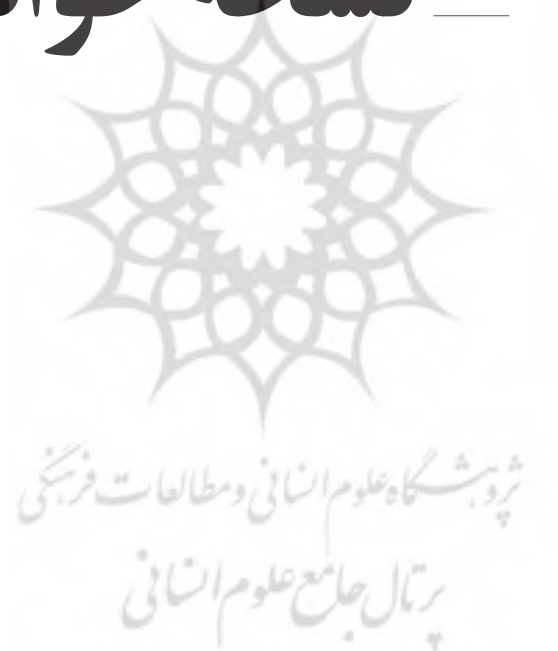 پژوهشگاه علوم انسانی و مطالعات فرهنگی
پرتال جامع علوم انسانی